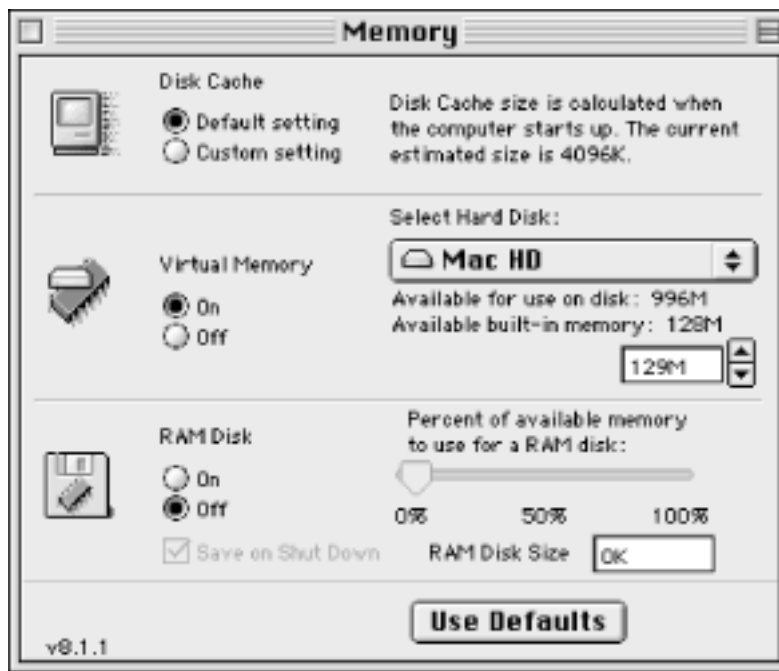 Memory
Disk Cache
Default setting
Custom setting
Disk Cache size is calculated when
the computer starts up. The current
estimated size is 4096K.
Virtual Memory
On
Off
Select Hard Disk:
Mac HD
Available for use on disk: 996M
Available built-in memory: 128M
129M
RAM Disk
On
Off
Save on Shut Down
Percent of available memory
to use for a RAM disk:
0% 50% 100%
RAM Disk Size 0K
Use Defaults
v8.1.1